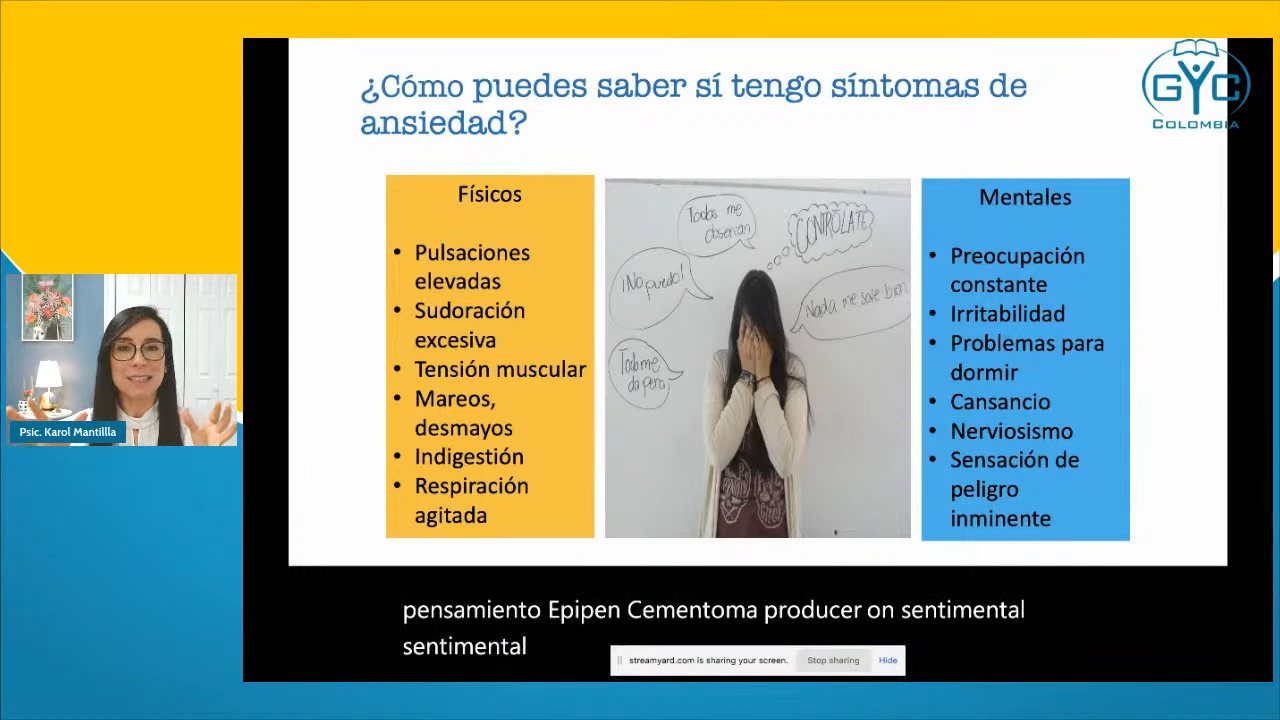 ¿Cómo puedes saber sí tengo síntomas de
ansiedad?
GYC
COLOMBIA
Físicos
• Pulsaciones
elevadas
• Sudoración
excesiva
• Tensión muscular
• Mareos,
desmayos
• Indigestión
• Respiración
agitada
Todos me
observan
CONTROLATE
¡No puedo!
Nada me sale bien
Todo me
da pena
Mentales
• Preocupación
constante
• Irritabilidad
• Problemas para
dormir
• Cansancio
• Nerviosismo
• Sensación de
peligro
inminente
Psic. Karol Mantillla
pensamiento Epipen Cementoma producer on sentimental
sentimental
streamyard.com is sharing your screen.
Stop sharing
Hide